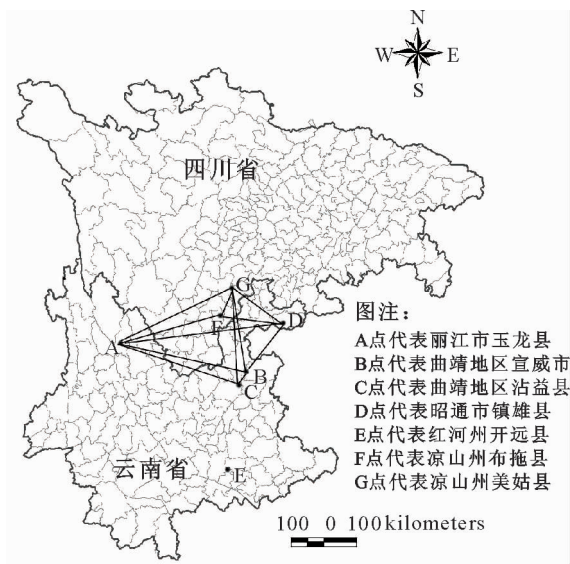 N
W E
S
四川省
G
F
D
A
B
C
云南省
E
图注：
A点代表丽江市玉龙县
B点代表曲靖地区宣威市
C点代表曲靖地区沾益县
D点代表昭通市镇雄县
E点代表红河州开远县
F点代表凉山州布拖县
G点代表凉山州美姑县
100 0 100 kilometers